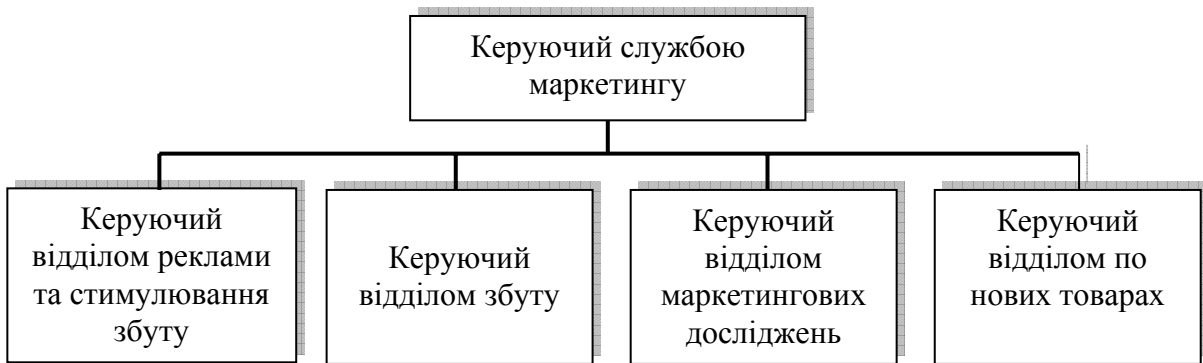 Керуючий службою
маркетингу
Керуючий
відділом реклами
та стимулювання
збуту
Керуючий
відділом збуту
Керуючий
відділом
маркетингових
досліджень
Керуючий
відділом по
нових товарах